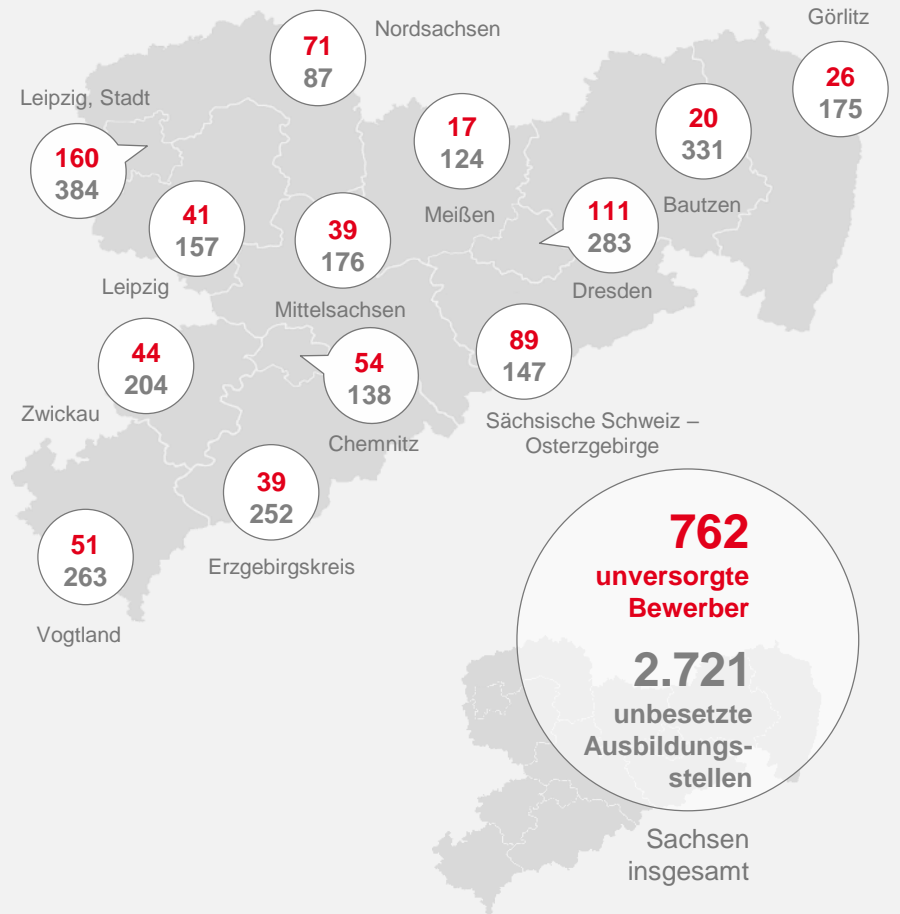 Görlitz
26
175
Nordsachsen
71
87
Leipzig, Stadt
160
384
17
124
Meißen
20
331
Bautzen
41
157
Leipzig
39
176
Mittelsachsen
111
283
Dresden
44
204
Zwickau
54
138
Chemnitz
89
147
Sächsische Schweiz –
Osterzgebirge
39
252
Erzgebirgskreis
51
263
Vogtland
762
unversorgte
Bewerber
2.721
unbesetzte
Ausbildungs-
stellen
Sachsen
insgesamt